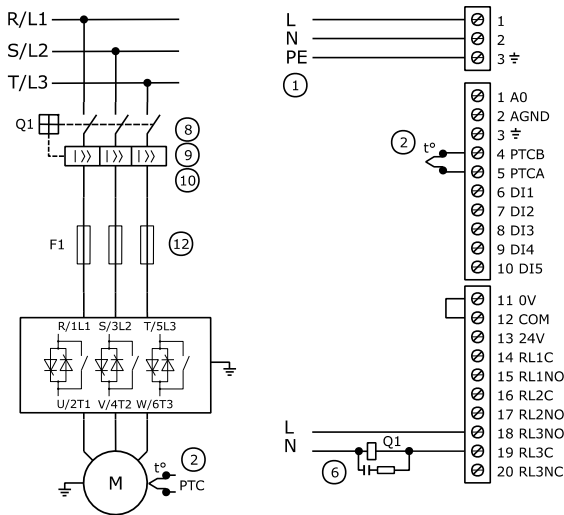 R/L1
S/L2
T/L3
Q1
8
9
10
I >>
I >>
I >>
F1
12
R/1L1 S/3L2 T/5L3
U/2T1 V/4T2 W/6T3
M
t°
2
PTC
L
N
PE
1
1
2
3
2
t°
1 A0
2 AGND
3
4 PTCB
5 PTCA
6 DI1
7 DI2
8 DI3
9 DI4
10 DI5
11 0V
12 COM
13 24V
14 RL1C
15 RL1NO
16 RL2C
17 RL2NO
18 RL3NO
19 RL3C
20 RL3NC
L
N
Q1
6